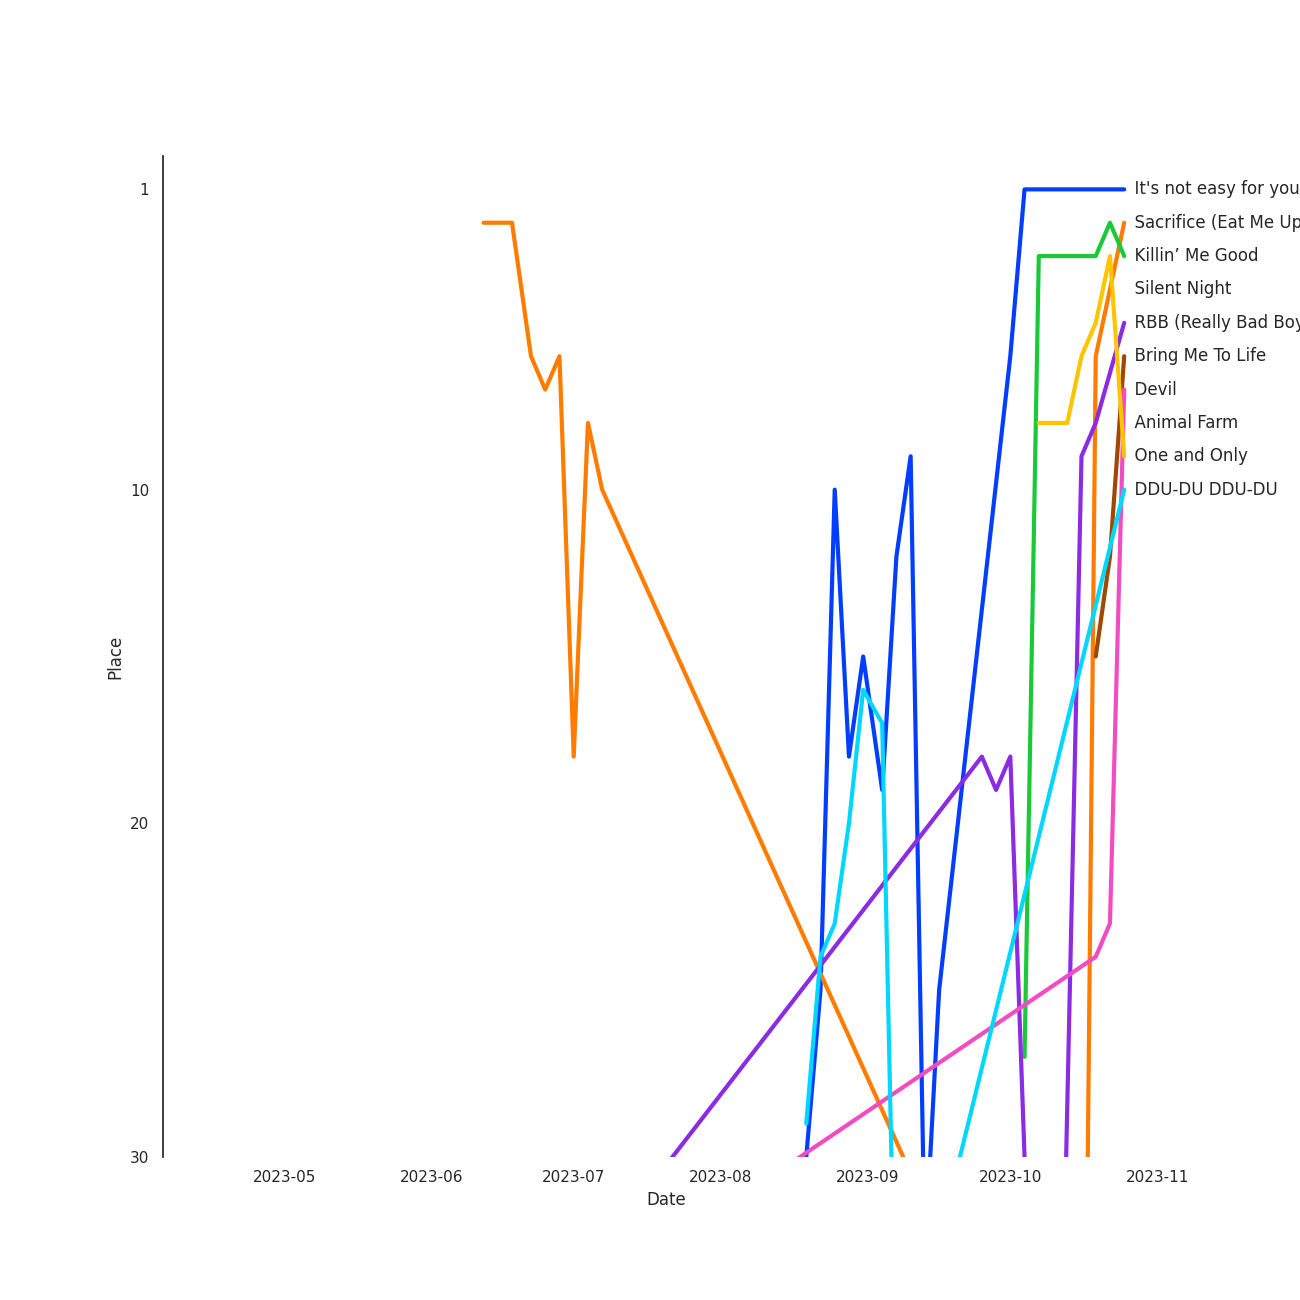 1
It's not easy for you
Sacrifice (Eat Me Up
Killin’ Me Good
Silent Night
RBB (Really Bad Boy
Bring Me To Life
Devil
Animal Farm
One and Only
10
DDU-DU DDU-DU
Place
20
30
2023-05
2023-06
2023-07
2023-08
2023-09
2023-10
2023-11
Date